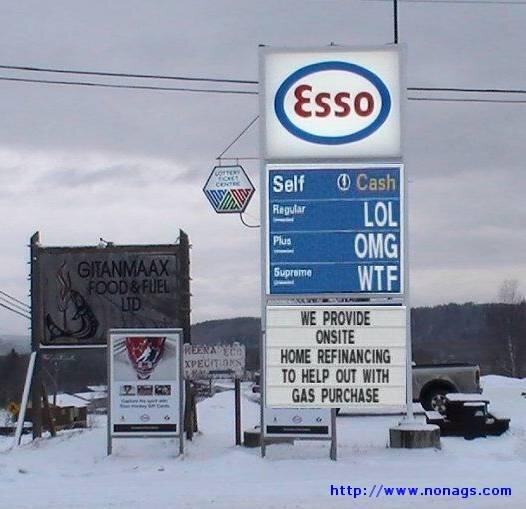 Esso
LOTTERY
TICKET
CENTRE
Self Cash
Regular LOL
Plus OMG
Supreme WTF
GITANMAAX
FOOD & FUEL
LTD
WE PROVIDE
ONSITE
HOME REFINANCING
TO HELP OUT WITH
GAS PURCHASE
http://www.nonags.com